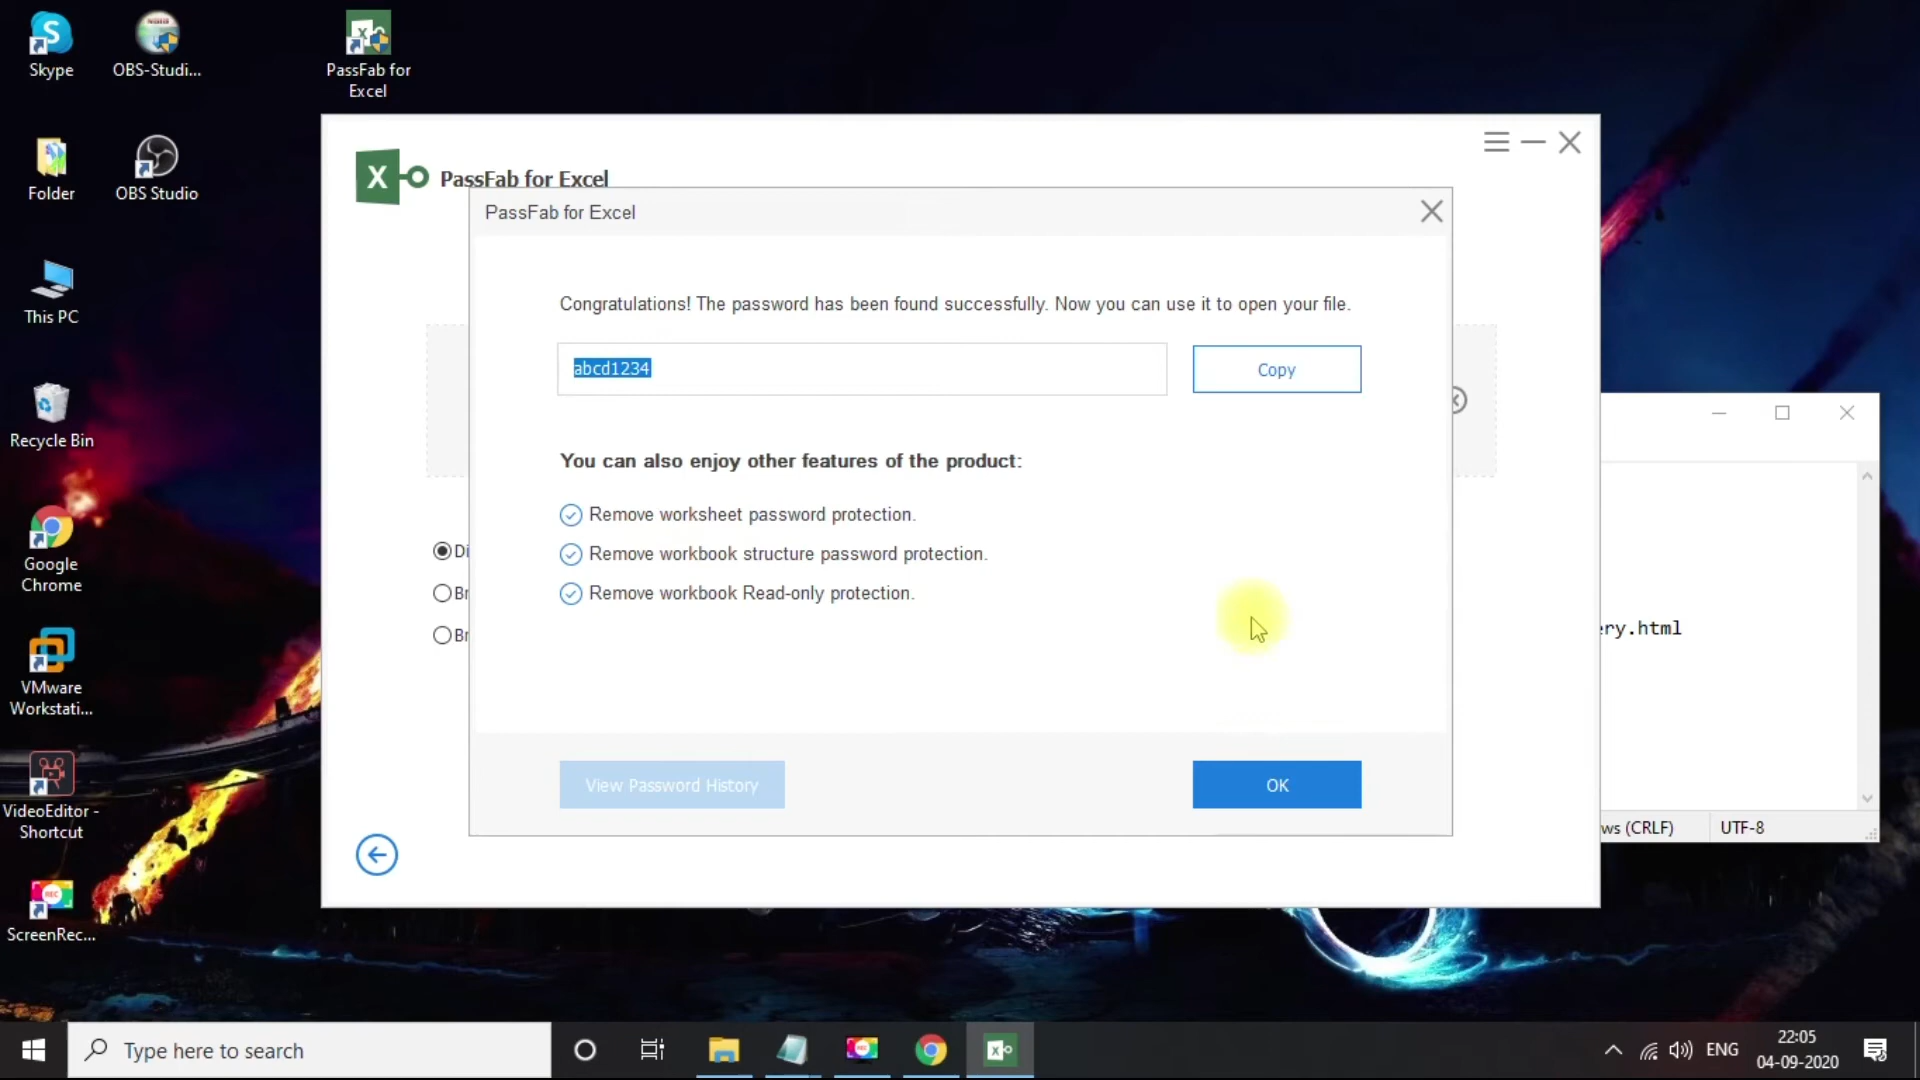 Skype
OBS-Studi...
PassFab for
Excel
Folder
OBS Studio
This PC
Recycle Bin
Google
Chrome
VMware
Workstati...
VideoEditor -
Shortcut
ScreenRec...
PassFab for Excel
PassFab for Excel
Congratulations! The password has been found successfully. Now you can use it to open your file.
abcd1234
Copy
You can also enjoy other features of the product:
Remove worksheet password protection.
Remove workbook structure password protection.
Remove workbook Read-only protection.
Di
Br
Br
View Password History
OK
ery.html
ws (CRLF)
UTF-8
Type here to search
ENG
22:05
04-09-2020